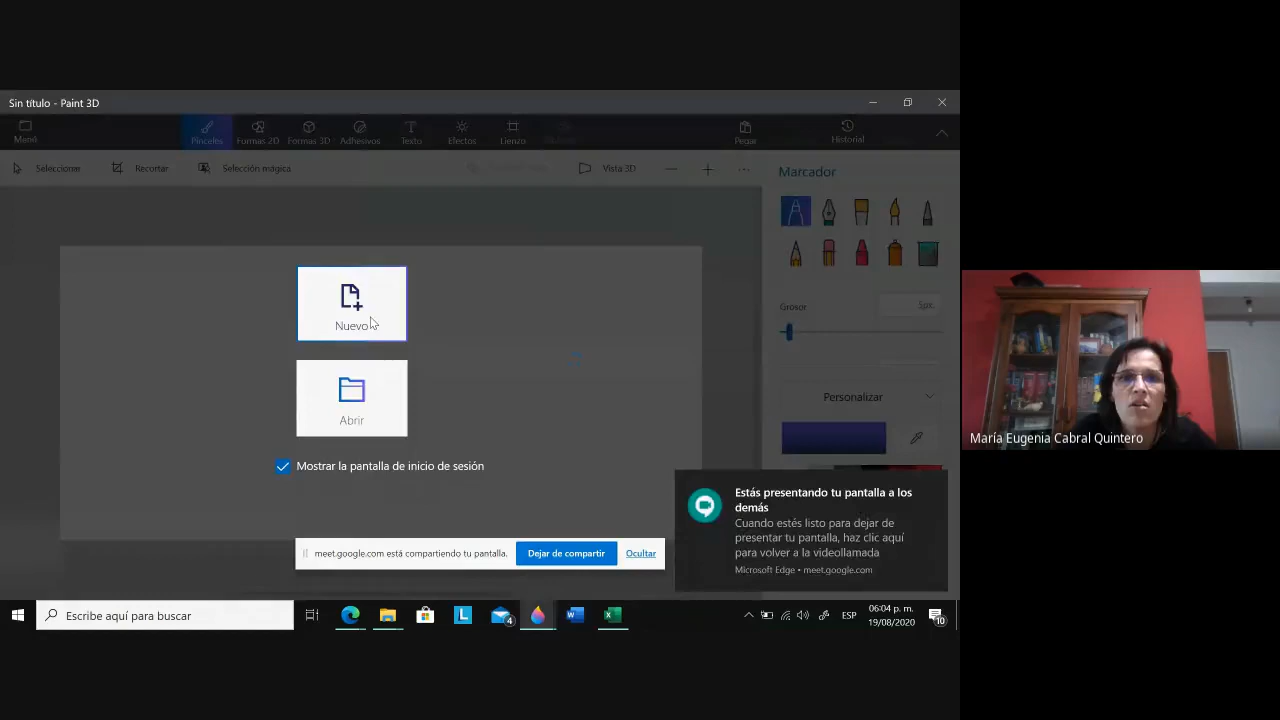 Sin título - Paint 3D
Menú
Pinceles
Formas 2D
Formas 3D
Adhesivos
Texto
Efectos
Lienzo
Pegar
Historial
Seleccione
Recortar
Selección mágica
Vista 3D
Marcador
Grosor
5px
Nuevo
Abrir
Personalizar
Mostrar la pantalla de inicio de sesión
María Eugenia Cabral Quintero
Estás presentando tu pantalla a los
demás
Cuando estés listo para dejar de
presentar tu pantalla, haz clic aquí
para volver a la videollamada
Microsoft Edge • meet.google.com
meet.google.com está compartiendo tu pantalla.
Dejar de compartir
Ocultar
Escribe aquí para buscar
L
4
W
X
ESP
06:04 p. m.
19/08/2020
10